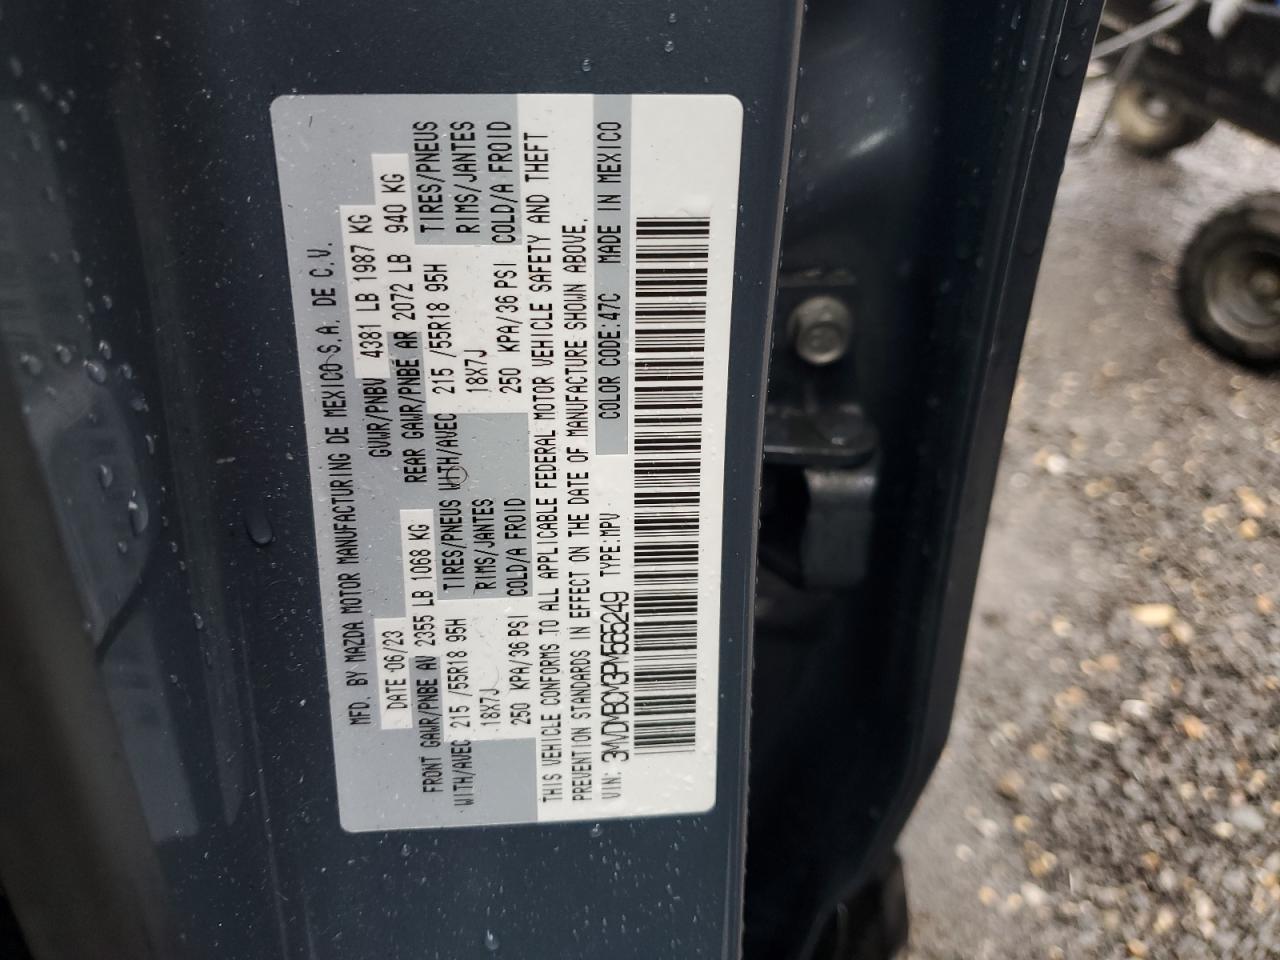 MFD. BY MAZDA MOTOR MANUFACTURING DE MEXICO S.A. DE C.V.
DATE 06/23 GVWR/PNBV 4381 LB 1987 KG
FRONT GAWR/PNBE AV 2355 LB 1068 KG REAR GAWR/PNBE AR 2072 LB 940 KG
WITH/AVEC 215 /55R18 95H TIRES/PNEUS WITH/AVEC 215 /55R18 95H TIRES/PNEUS
18X7J RIMS/JANTES 18X7J RIMS/JANTES
250 KPA/36 PSI COLD/A FROID 250 KPA/36 PSI COLD/A FROID
THIS VEHICLE CONFORMS TO ALL APPLICABLE FEDERAL MOTOR VEHICLE SAFETY AND THEFT
PREVENTION STANDARDS IN EFFECT ON THE DATE OF MANUFACTURE SHOWN ABOVE.
VIN: 3MVDMBCM3PM565249 TYPE:MPV COLOR CODE:47C MADE IN MEXICO